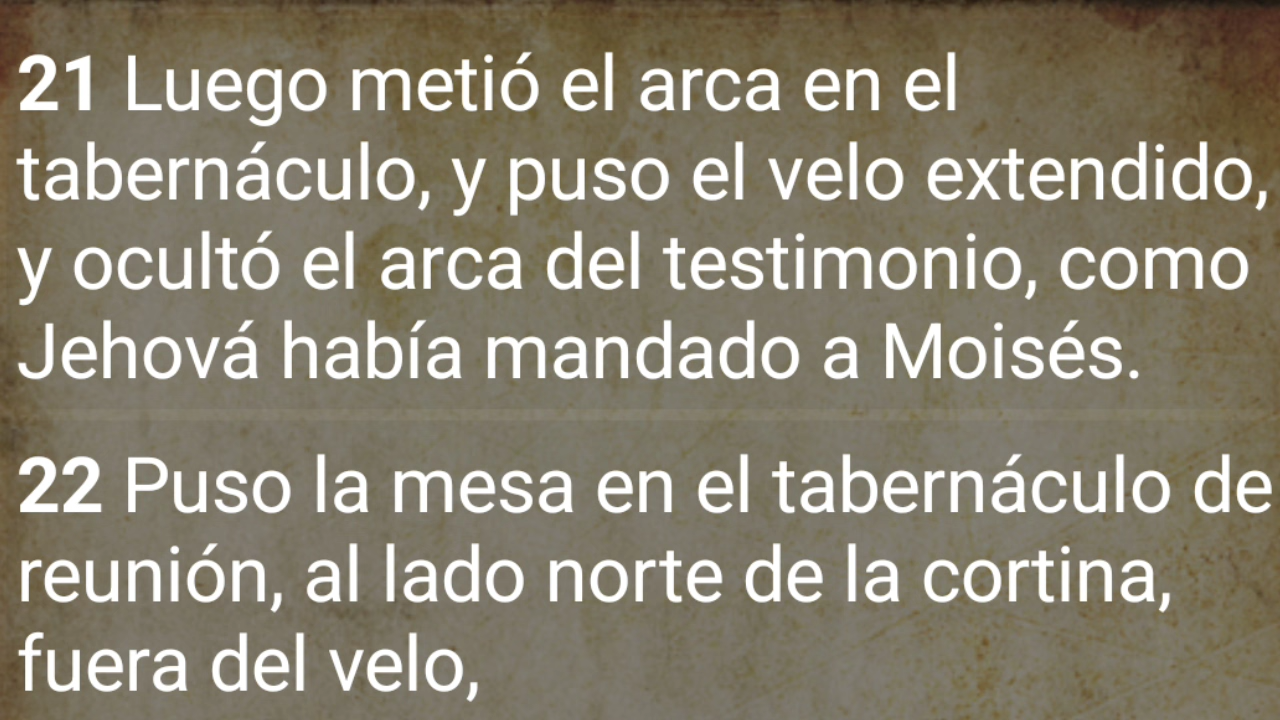 21 Luego metió el arca en el
tabernáculo, y puso el velo extendido,
y ocultó el arca del testimonio, como
Jehová había mandado a Moisés.
22 Puso la mesa en el tabernáculo de
reunión, al lado norte de la cortina,
fuera del velo,